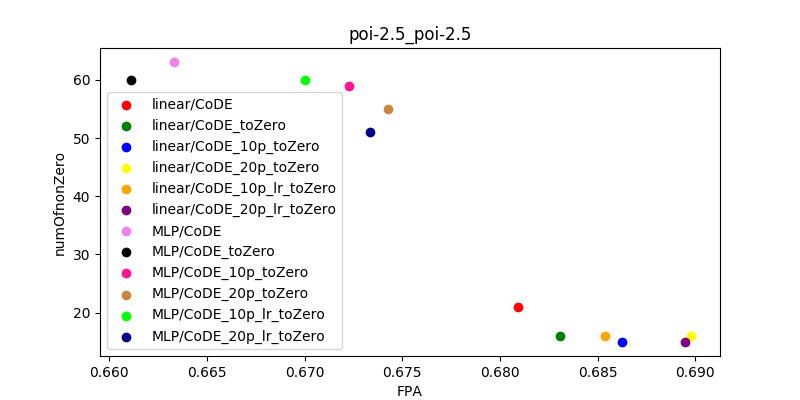 poi-2.5_poi-2.5
numOfnonZero
60
50
40
30
20
linear/CoDE
linear/CoDE_toZero
linear/CoDE_10p_toZero
linear/CoDE_20p_toZero
linear/CoDE_10p_lr_toZero
linear/CoDE_20p_lr_toZero
MLP/CoDE
MLP/CoDE_toZero
MLP/CoDE_10p_toZero
MLP/CoDE_20p_toZero
MLP/CoDE_10p_lr_toZero
MLP/CoDE_20p_lr_toZero
0.660 0.665 0.670 0.675 0.680 0.685 0.690
FPA